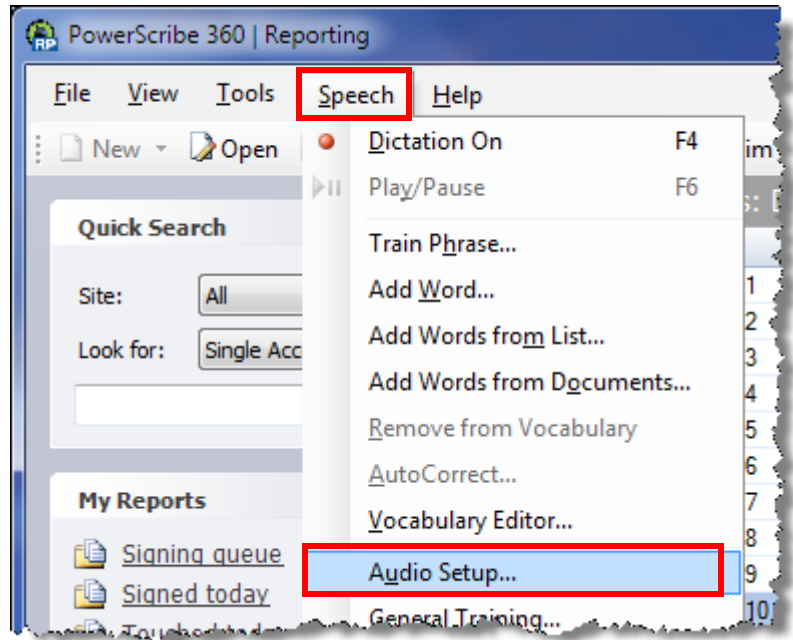 PowerScribe 360 | Reporting
File View Tools Speech Help
New Open
Dictation On F4
Play/Pause F6
Train Phrase...
Add Word...
Add Words from List...
Add Words from Documents...
Remove from Vocabulary
AutoCorrect...
Vocabulary Editor...
Audio Setup...
General Training...
Quick Search
Site: All
Look for: Single Acc
My Reports
Signing queue
Signed today
im
1
2
3
4
5
6
7
8
9
10